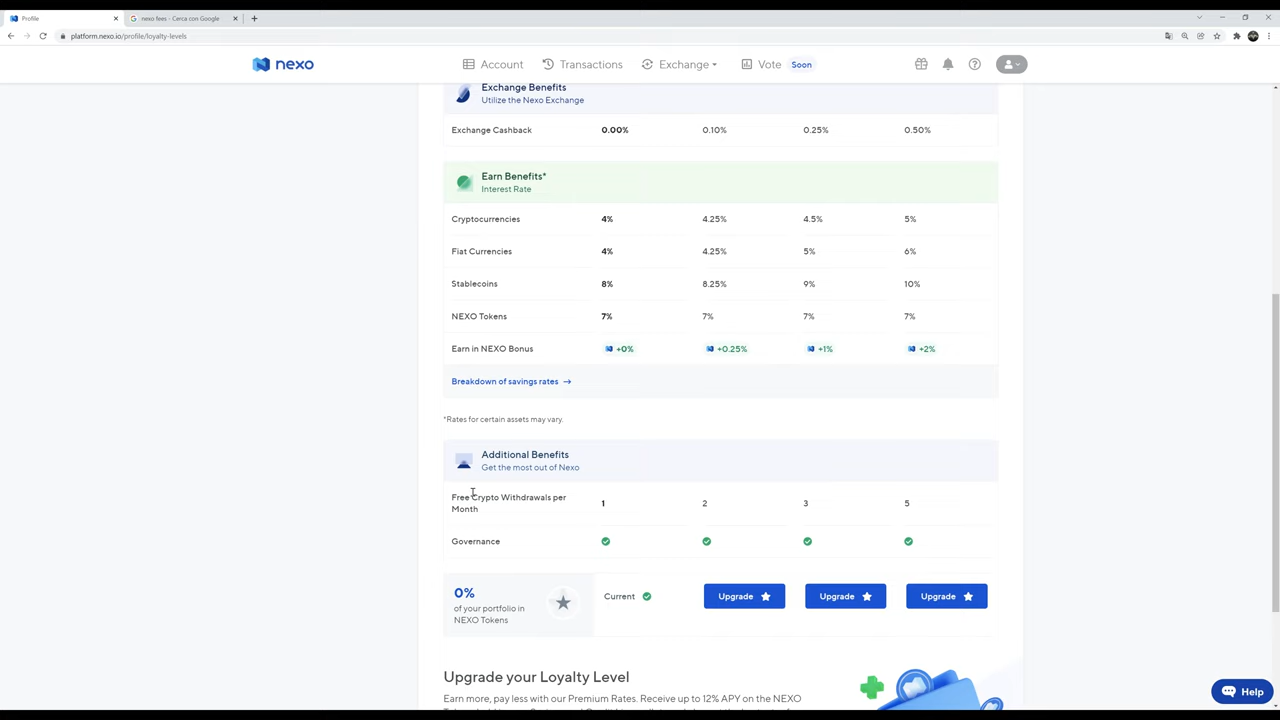 Profile
nexo fees - Cerca con Google
platform.nexo.io/profile/loyalty-levels
nexo
Account
Transactions
Exchange
Vote
Soon
Exchange Benefits
Utilize the Nexo Exchange
Exchange Cashback 0.00% 0.10% 0.25% 0.50%
Earn Benefits*
Interest Rate
Cryptocurrencies 4% 4.25% 4.5% 5%
Fiat Currencies 4% 4.25% 5% 6%
Stablecoins 8% 8.25% 9% 10%
NEXO Tokens 7% 7% 7% 7%
Earn in NEXO Bonus +0% +0.25% +1% +2%
Breakdown of savings rates →
*Rates for certain assets may vary.
Additional Benefits
Get the most out of Nexo
Free Crypto Withdrawals per
Month
1 2 3 5
Governance
0%
of your portfolio in
NEXO Tokens
Current
Upgrade
Upgrade
Upgrade
Upgrade your Loyalty Level
Earn more, pay less with our Premium Rates. Receive up to 12% APY on the NEXO
Help